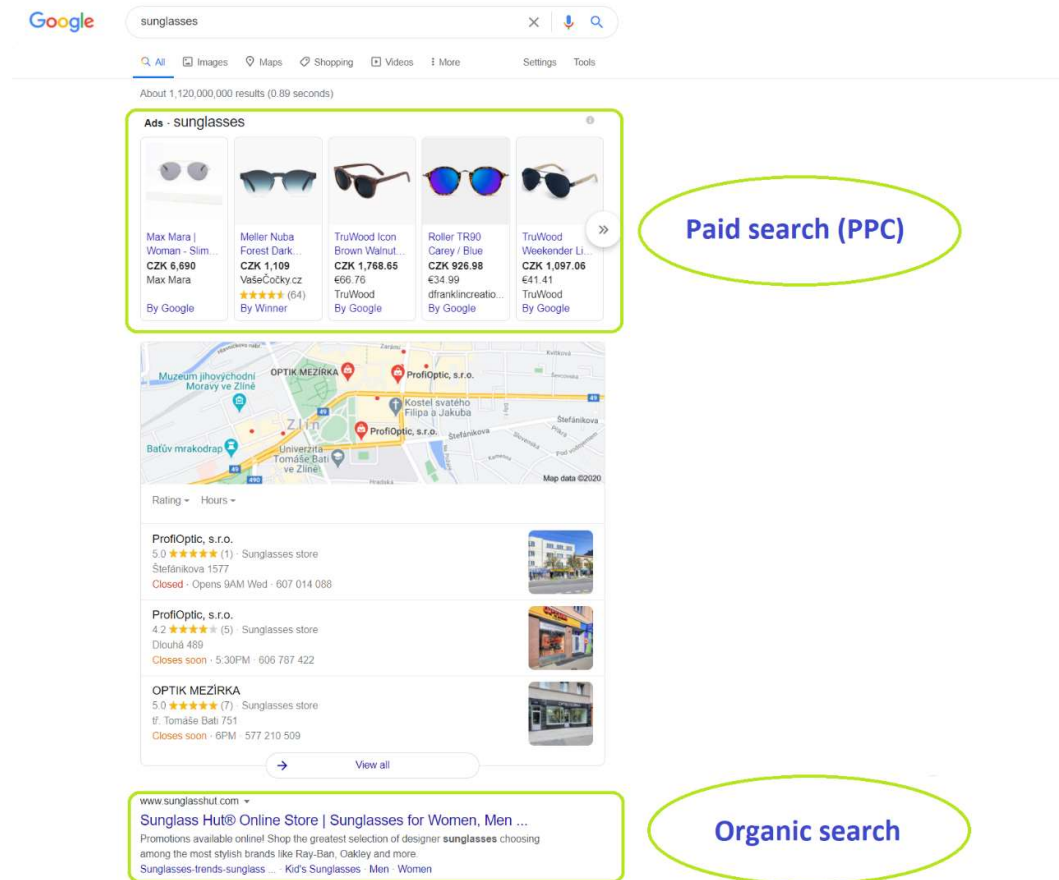 Google
sunglasses
All Images Maps Shopping Videos More Settings Tools
About 1,120,000,000 results (0.89 seconds)
Ads · sunglasses
Max Mara |
Woman - Slim...
CZK 6,690
Max Mara
By Google
Meller Nuba
Forest Dark...
CZK 1,109
VašeČočky.cz
(64)
By Winner
TruWood Icon
Brown Walnut...
CZK 1,768.65
€66.76
TruWood
By Google
Roller TR90
Carey / Blue
CZK 926.98
€34.99
dfranklincreatio...
By Google
TruWood
Weekender Li...
CZK 1,097.06
€41.41
TruWood
By Google
Paid search (PPC)
Muzeum jihovýchodní
Moravy ve Zlíně
OPTIK MEZÍRKA
ProfiOptic, s.r.o.
Kostel svatého
Filipa a Jakuba
Zlín
49
49
ProfiOptic, s.r.o.
Štefánikova
Štefánikova
Baťův mrakodrap
Univerzita
Tomáše Bati
ve Zlíně
49
490
Map data ©2020
Rating Hours
ProfiOptic, s.r.o.
5.0 ★★★★★ (1) · Sunglasses store
Štefánikova 1577
Closed · Opens 9AM Wed · 607 014 088
ProfiOptic, s.r.o.
4.2 ★★★★★ (5) · Sunglasses store
Dlouhá 489
Closes soon · 5:30PM · 606 787 422
OPTIK MEZÍRKA
5.0 ★★★★★ (7) · Sunglasses store
tř. Tomáše Bati 751
Closes soon · 6PM · 577 210 509
View all
www.sunglasshut.com
Sunglass Hut® Online Store | Sunglasses for Women, Men ...
Promotions available online! Shop the greatest selection of designer sunglasses choosing
among the most stylish brands like Ray-Ban, Oakley and more.
Sunglasses-trends-sunglass ... · Kid's Sunglasses · Men · Women
Organic search